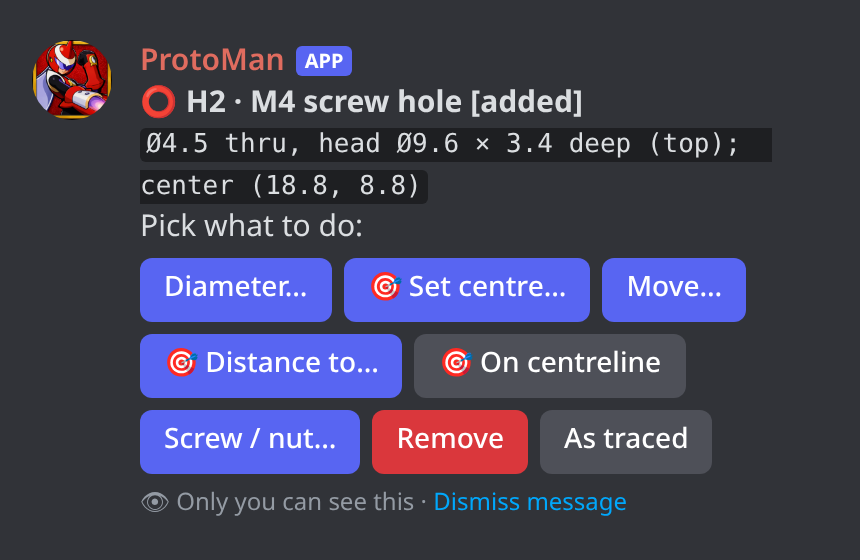 ProtoMan APP
⭕ H2 · M4 screw hole [added]
Ø4.5 thru, head Ø9.6 × 3.4 deep (top);
center (18.8, 8.8)
Pick what to do:
Diameter... 🎯 Set centre... Move...
🎯 Distance to... 🎯 On centreline
Screw / nut... Remove As traced
Only you can see this · Dismiss message